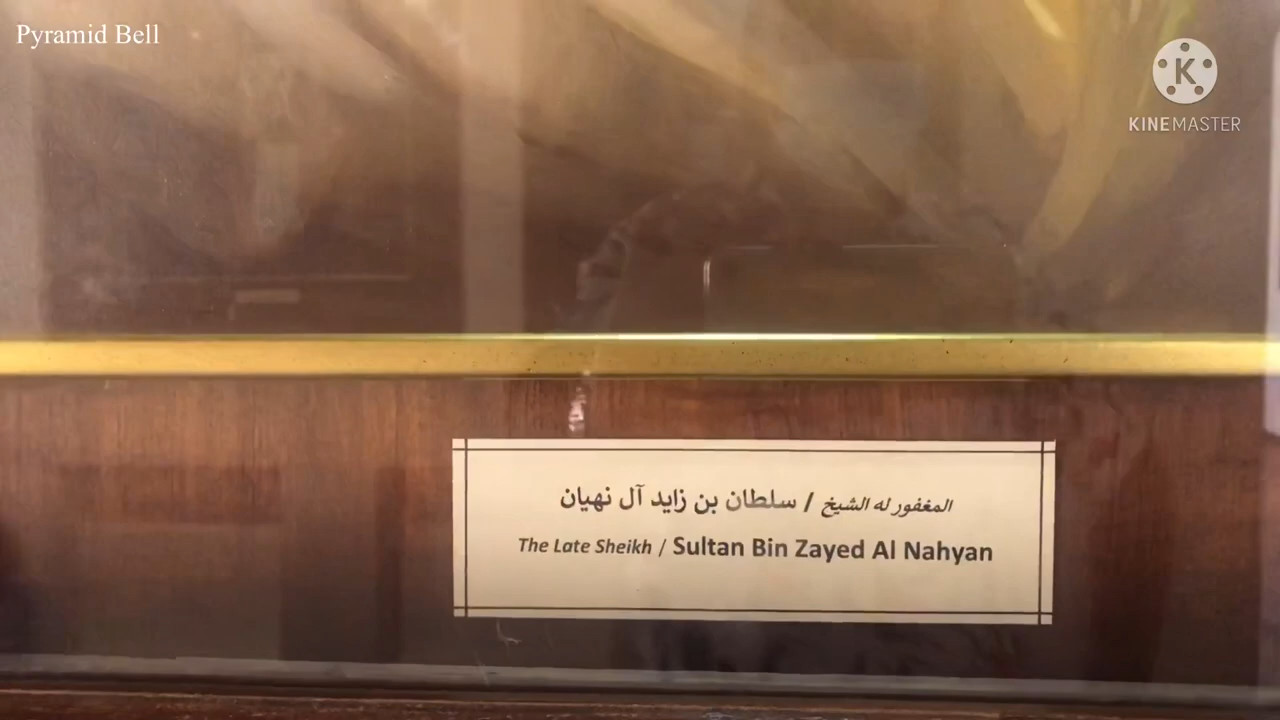 Pyramid Bell
K
KINEMASTER
المغفور له الشيخ / سلطان بن زايد آل نهيان
The Late Sheikh / Sultan Bin Zayed Al Nahyan